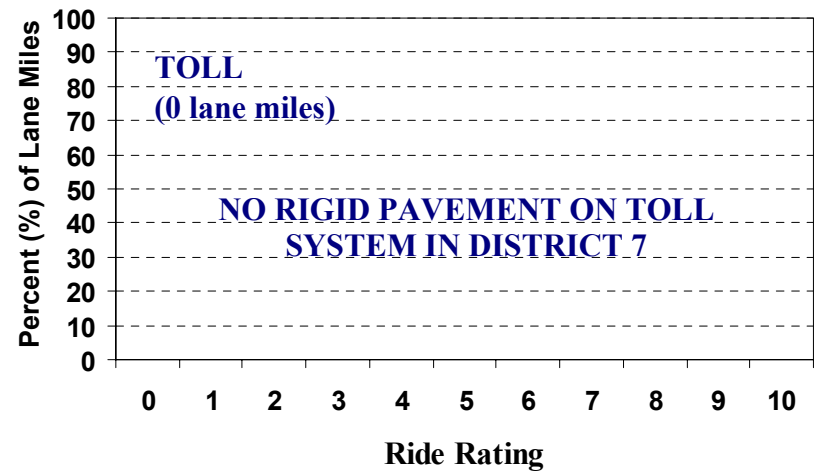 Percent (%) of Lane Miles
100
90
80
70
60
50
40
30
20
10
0
TOLL
(0 lane miles)
NO RIGID PAVEMENT ON TOLL
SYSTEM IN DISTRICT 7
0 1 2 3 4 5 6 7 8 9 10
Ride Rating